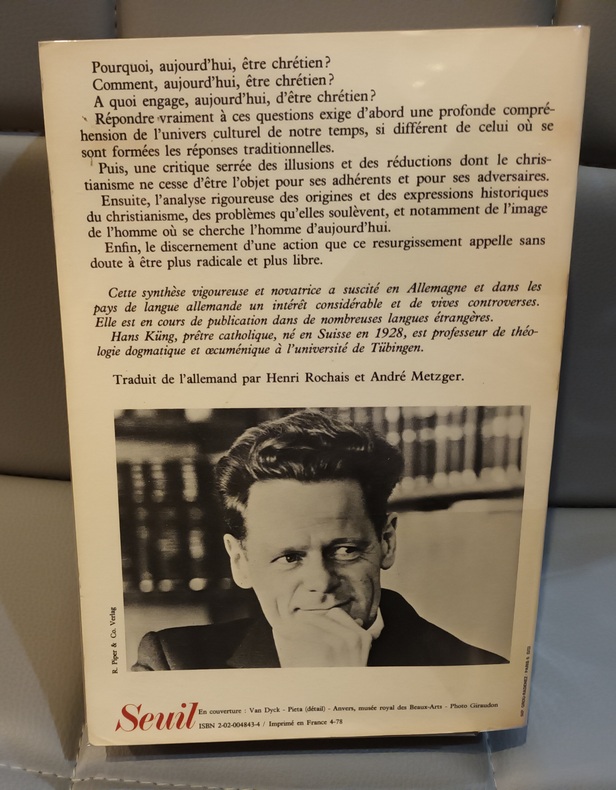 Pourquoi, aujourd'hui, être chrétien?
Comment, aujourd'hui, être chrétien?
A quoi engage, aujourd'hui, d'être chrétien?
Répondre vraiment à ces questions exige d'abord une profonde compré-
hension de l'univers culturel de notre temps, si différent de celui où se
sont formées les réponses traditionnelles.
Puis, une critique serrée des illusions et des réductions dont le chris-
tianisme ne cesse d'être l'objet pour ses adhérents et pour ses adversaires.
Ensuite, l'analyse rigoureuse des origines et des expressions historiques
du christianisme, des problèmes qu'elles soulèvent, et notamment de l'image
de l'homme où se cherche l'homme d'aujourd'hui.
Enfin, le discernement d'une action que ce resurgissement appelle sans
doute à être plus radicale et plus libre.
Cette synthèse vigoureuse et novatrice a suscité en Allemagne et dans les
pays de langue allemande un intérêt considérable et de vives controverses.
Elle est en cours de publication dans de nombreuses langues étrangères.
Hans Küng, prêtre catholique, né en Suisse en 1928, est professeur de théo-
logie dogmatique et œcuménique à l'université de Tübingen.
Traduit de l'allemand par Henri Rochais et André Metzger.
R. Piper & Co. Verlag
Seuil
En couverture : Van Dyck - Pieta (détail) - Anvers, musée royal des Beaux-Arts - Photo Giraudon
ISBN 2-02-004843-4 / Imprimé en France 4-78